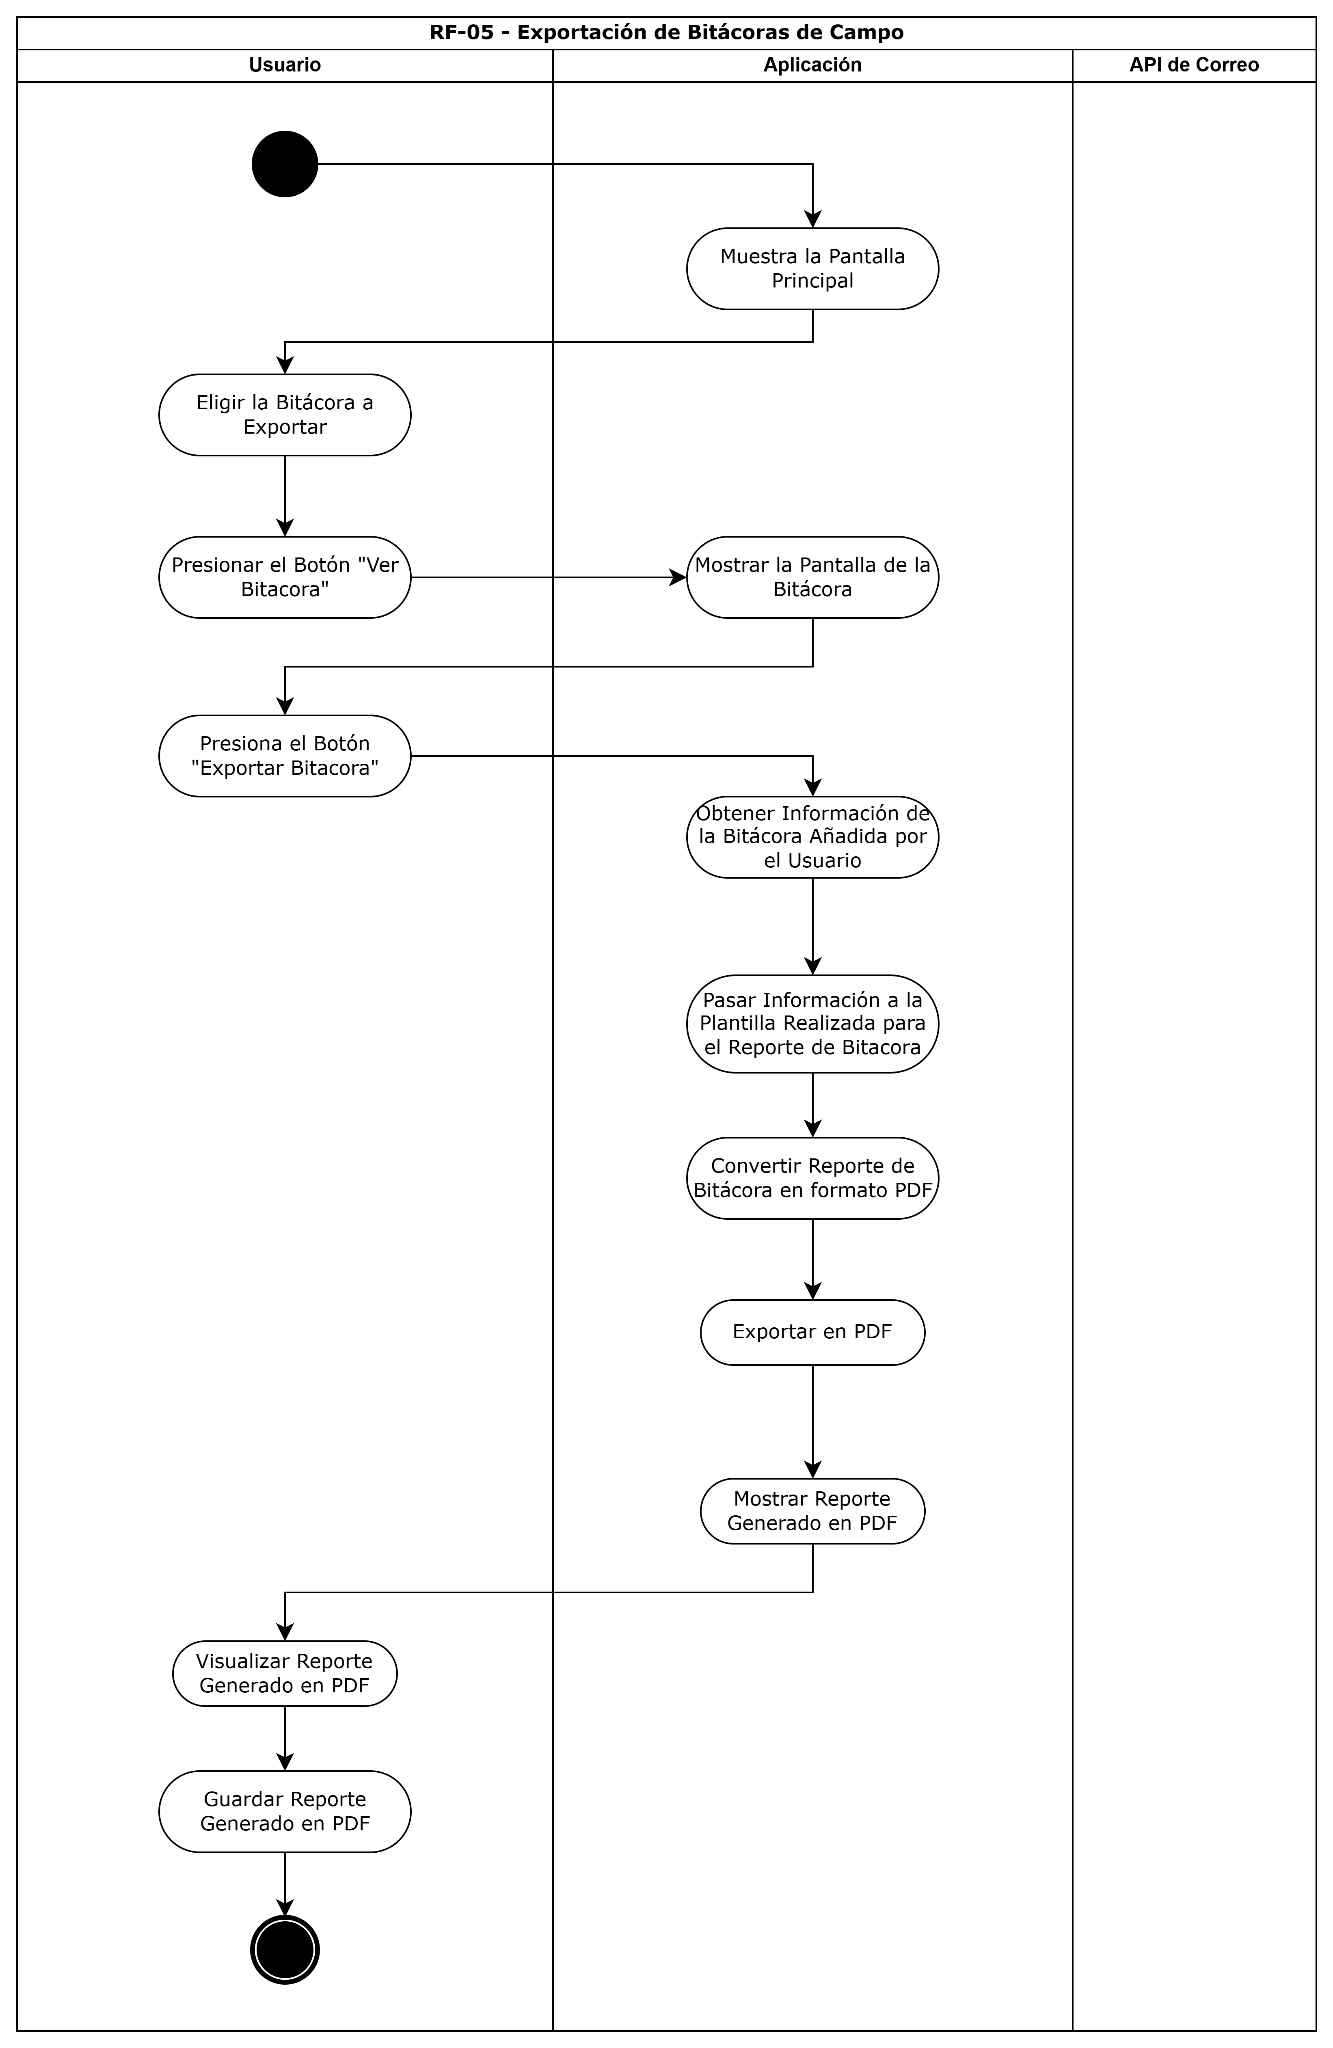 RF-05 - Exportación de Bitácoras de Campo
Usuario
Aplicación
API de Correo
Muestra la Pantalla
Principal
Eligir la Bitácora a
Exportar
Presionar el Botón "Ver
Bitacora"
Mostrar la Pantalla de la
Bitácora
Presiona el Botón
"Exportar Bitacora"
Obtener Información de
la Bitácora Añadida por
el Usuario
Pasar Información a la
Plantilla Realizada para
el Reporte de Bitacora
Convertir Reporte de
Bitácora en formato PDF
Exportar en PDF
Mostrar Reporte
Generado en PDF
Visualizar Reporte
Generado en PDF
Guardar Reporte
Generado en PDF